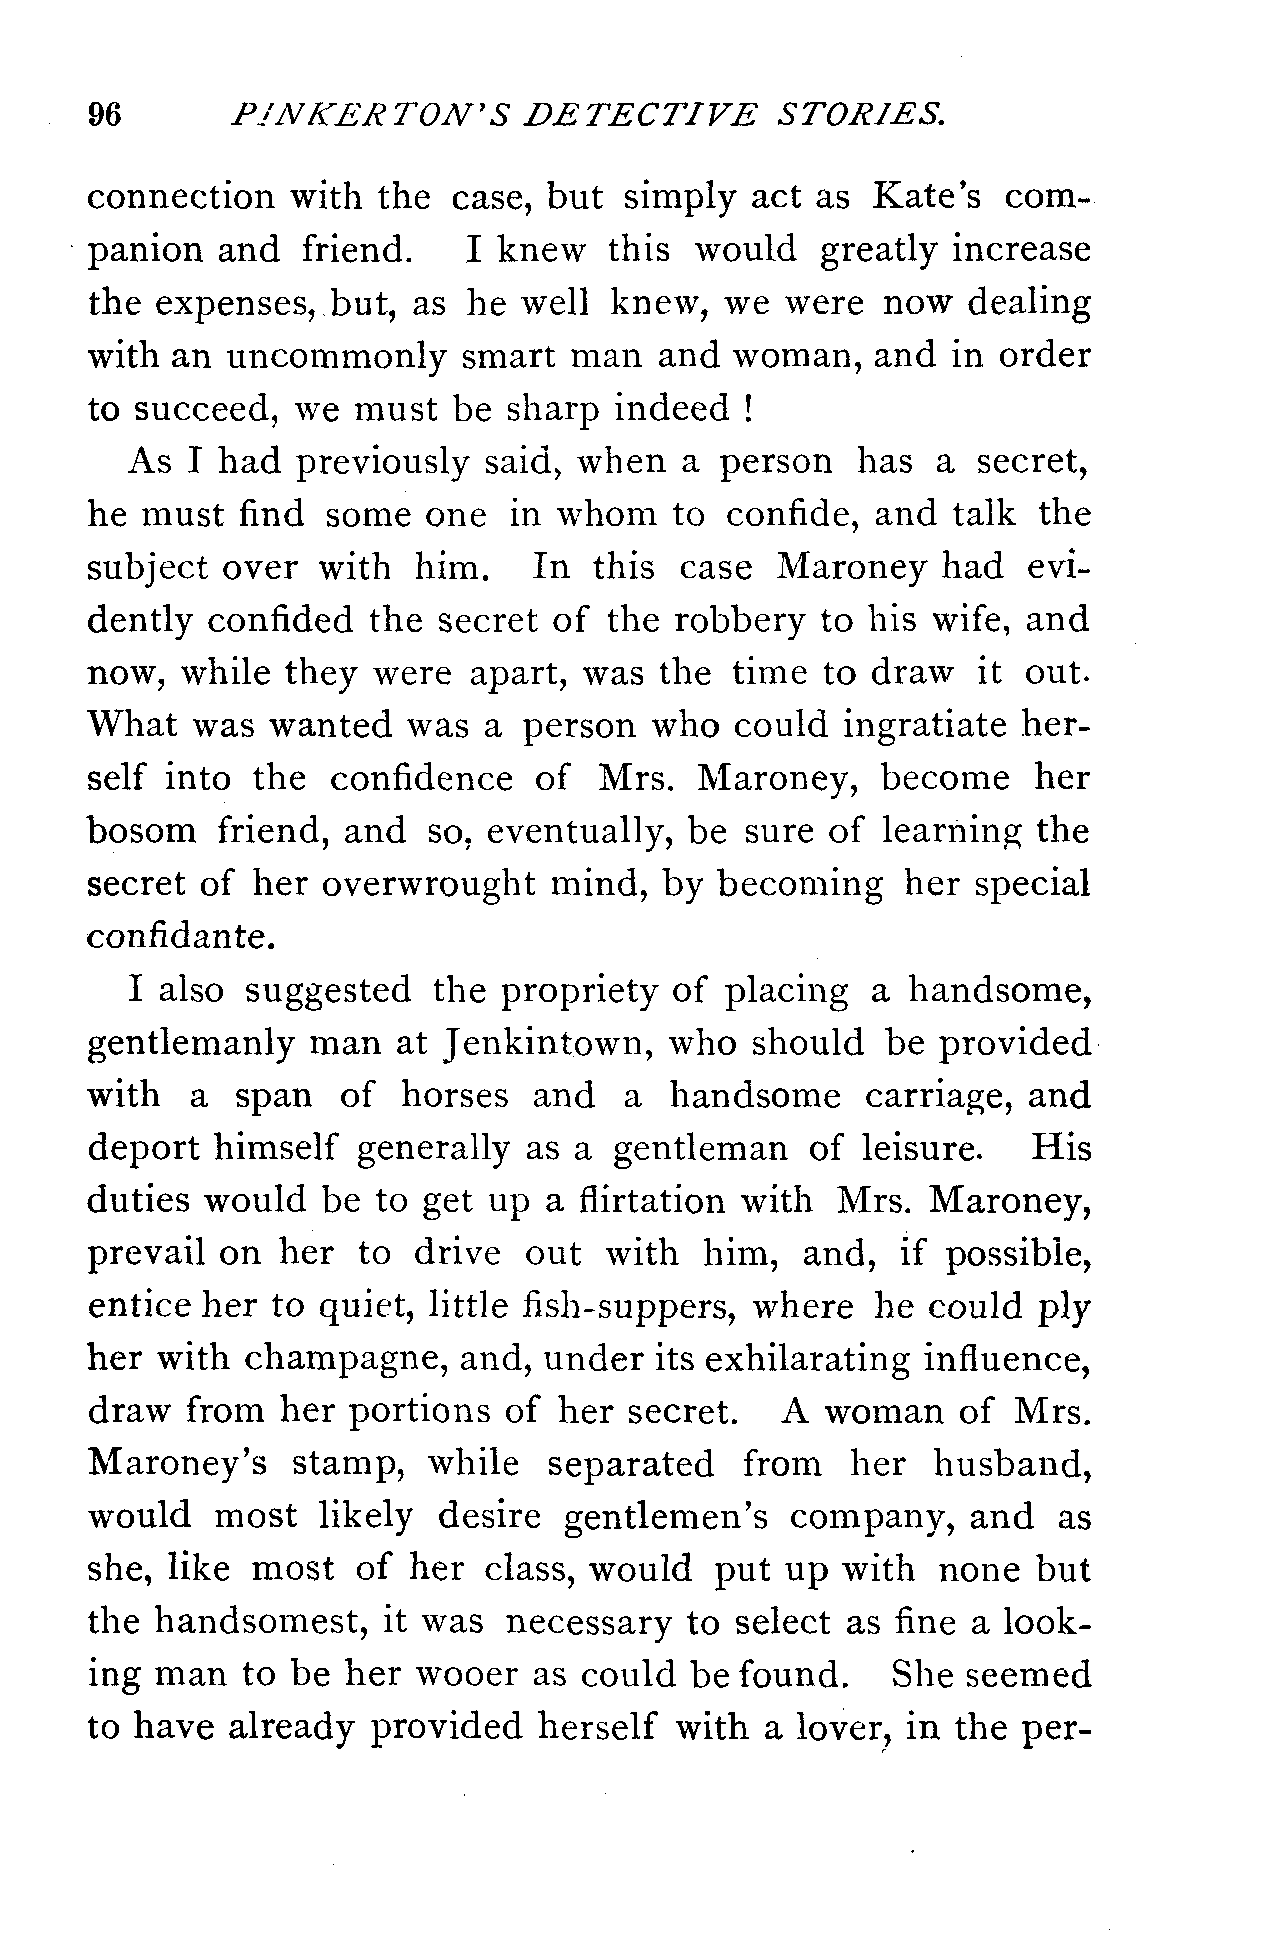 96 PINKERTON'S DETECTIVE STORIES.
connection with the case, but simply act as Kate's com-
panion and friend. I knew this would greatly increase
the expenses, but, as he well knew, we were now dealing
with an uncommonly smart man and woman, and in order
to succeed, we must be sharp indeed !
As I had previously said, when a person has a secret,
he must find some one in whom to confide, and talk the
subject over with him. In this case Maroney had evi-
dently confided the secret of the robbery to his wife, and
now, while they were apart, was the time to draw it out.
What was wanted was a person who could ingratiate her-
self into the confidence of Mrs. Maroney, become her
bosom friend, and so, eventually, be sure of learning the
secret of her overwrought mind, by becoming her special
confidante.
I also suggested the propriety of placing a handsome,
gentlemanly man at Jenkintown, who should be provided
with a span of horses and a handsome carriage, and
deport himself generally as a gentleman of leisure. His
duties would be to get up a flirtation with Mrs. Maroney,
prevail on her to drive out with him, and, if possible,
entice her to quiet, little fish-suppers, where he could ply
her with champagne, and, under its exhilarating influence,
draw from her portions of her secret. A woman of Mrs.
Maroney's stamp, while separated from her husband,
would most likely desire gentlemen's company, and as
she, like most of her class, would put up with none but
the handsomest, it was necessary to select as fine a look-
ing man to be her wooer as could be found. She seemed
to have already provided herself with a lover, in the per-